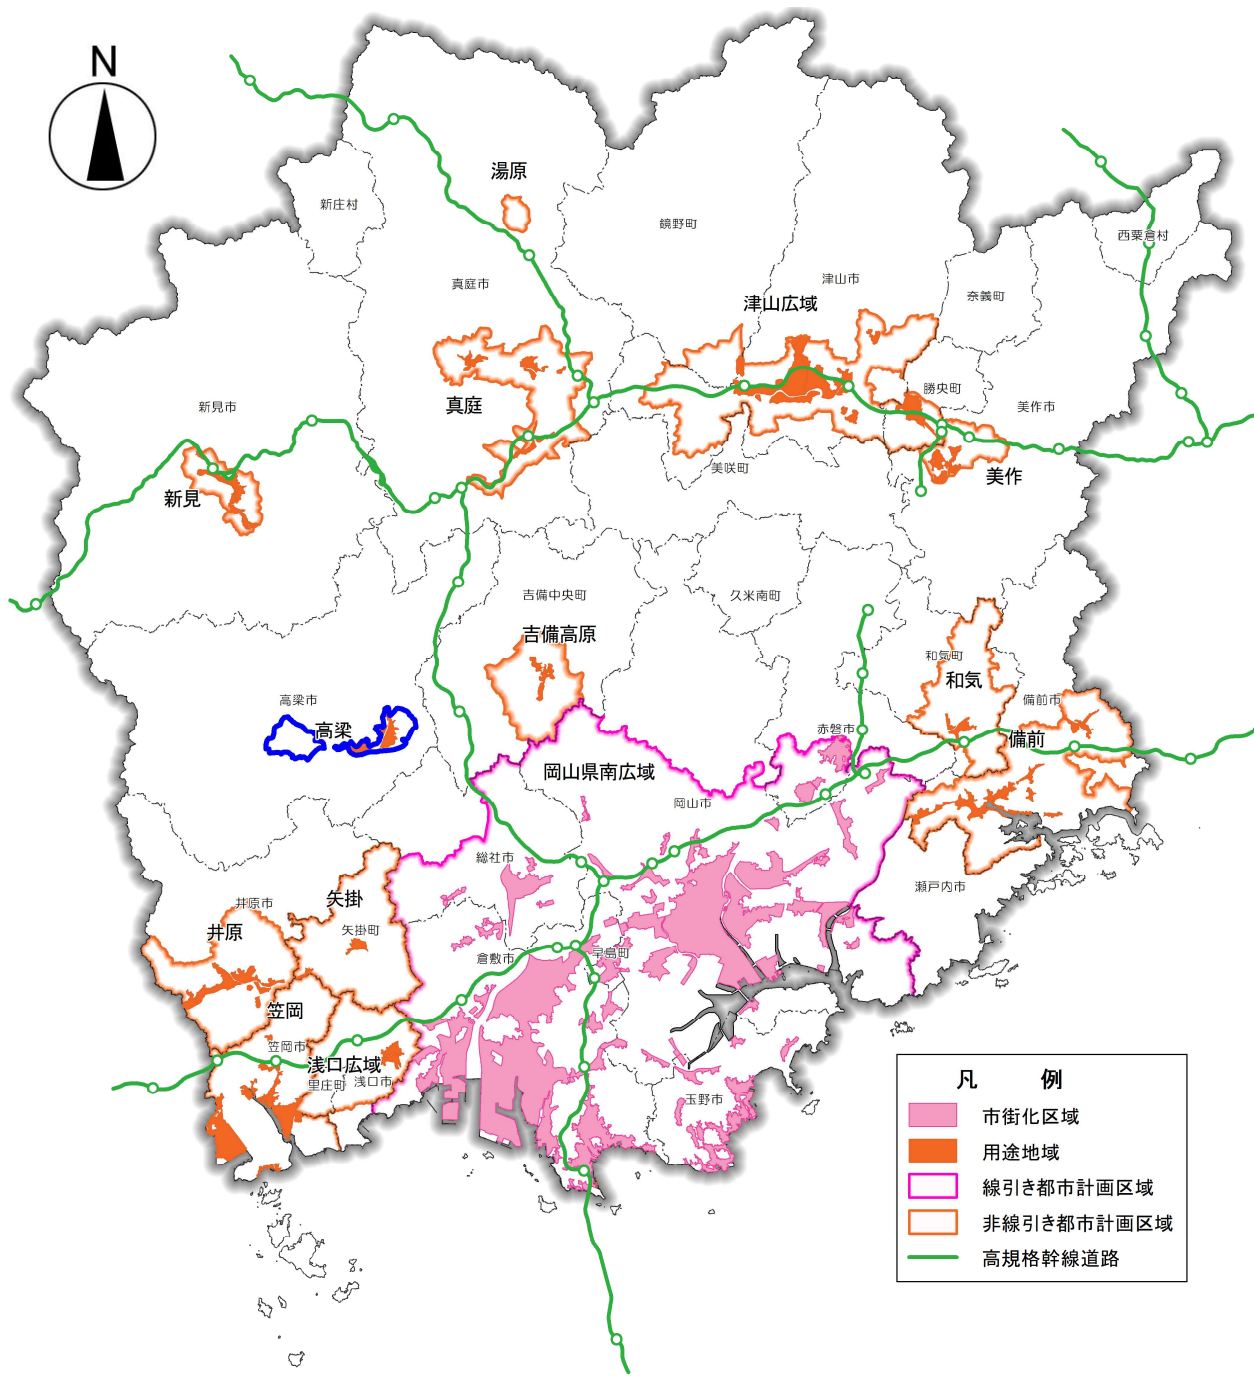 N
湯原
新庄村
鏡野町
西粟倉村
真庭市
津山市
奈義町
津山広域
真庭
勝央町
新見市
美作市
美咲町
美作
新見
吉備中央町
久米南町
吉備高原
和気町
和気
高梁市
高梁
備前市
赤磐市
備前
岡山県南広域
岡山市
総社市
瀬戸内市
矢掛
井原市
井原
矢掛町
倉敷市
早島町
笠岡
笠岡市
浅口広域
里庄町
浅口市
玉野市
凡 例
市街化区域
用途地域
線引き都市計画区域
非線引き都市計画区域
高規格幹線道路